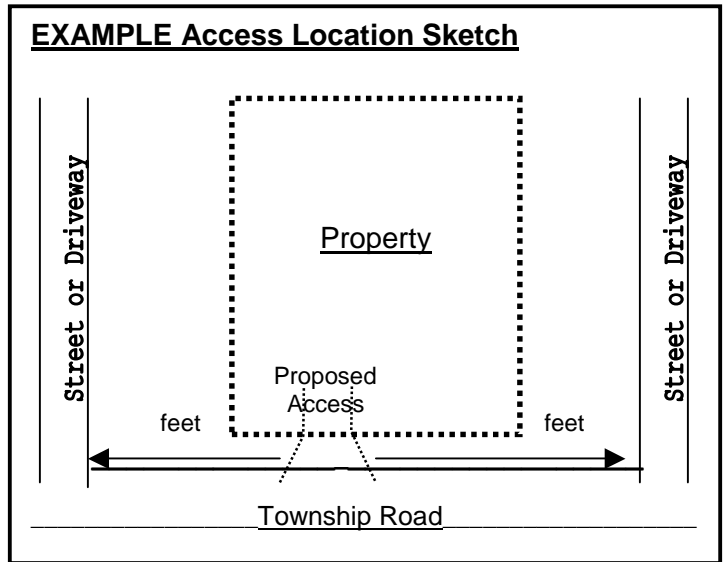 EXAMPLE Access Location Sketch
Street or Driveway
Property
Street or Driveway
Proposed
Access
feet
feet
Township Road